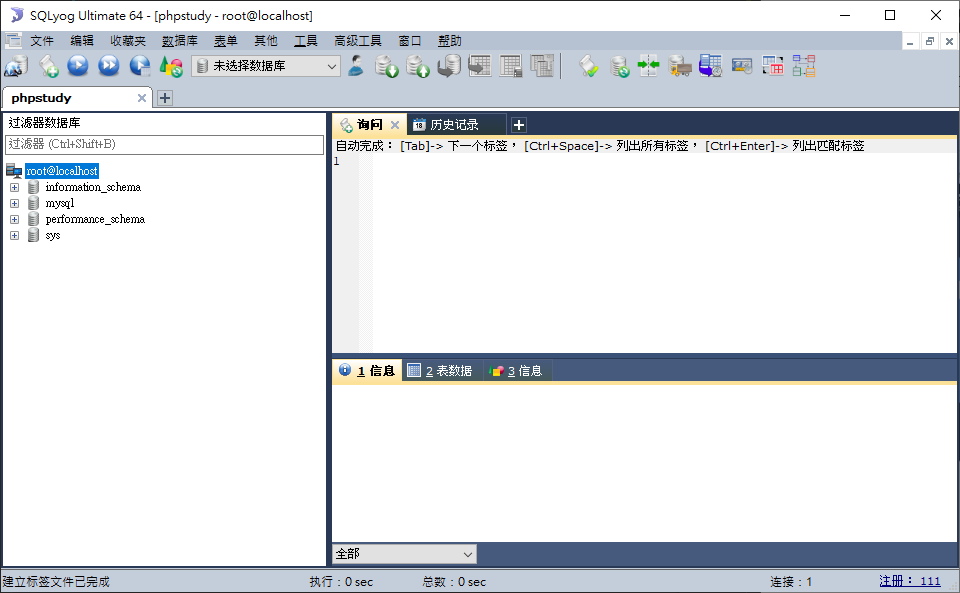 SQLyog Ultimate 64 - [phpstudy - root@localhost]
文件 编辑 收藏夹 数据库 表单 其他 工具 高级工具 窗口 帮助
未选择数据库
phpstudy
过滤器数据库
过滤器 (Ctrl+Shift+B)
root@localhost
information_schema
mysql
performance_schema
sys
询问 18 历史记录
自动完成： [Tab]-> 下一个标签， [Ctrl+Space]-> 列出所有标签， [Ctrl+Enter]-> 列出匹配标签
1
1 信息 2 表数据 3 信息
全部
建立标签文件已完成 执行：0 sec 总数：0 sec 连接：1 注册： 111